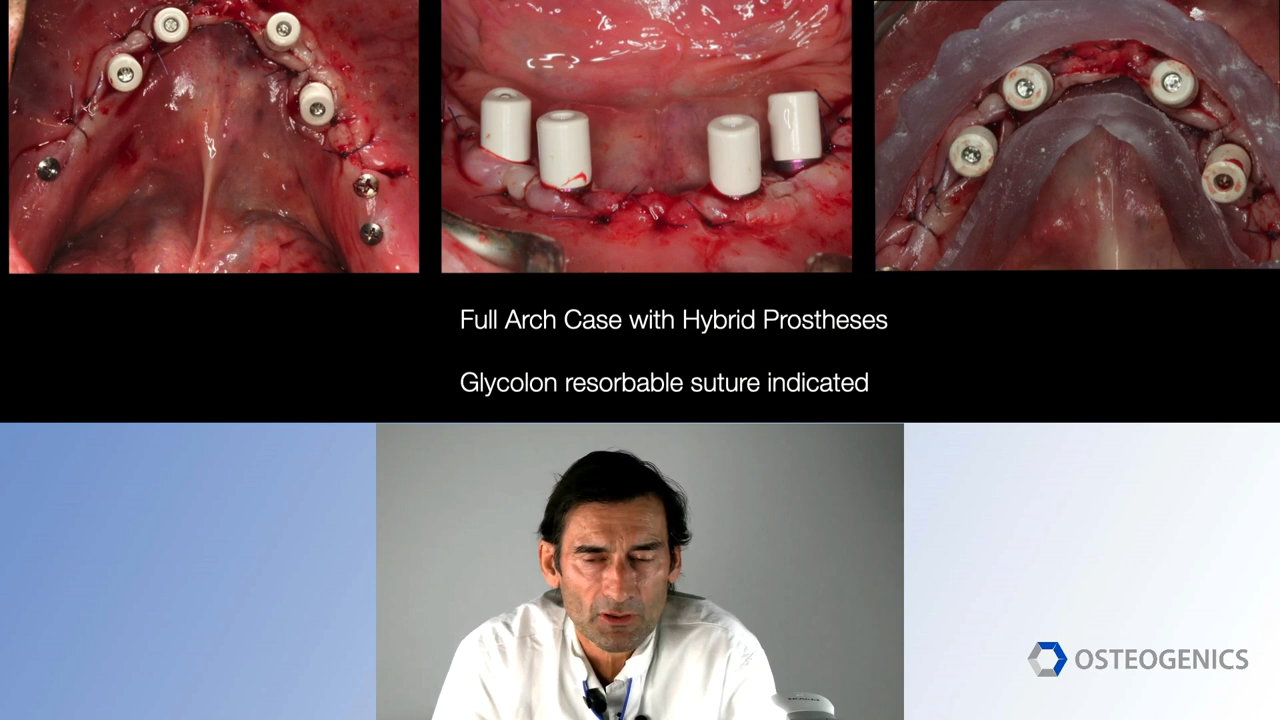 Full Arch Case with Hybrid Prostheses
Glycolon resorbable suture indicated
OSTEOGENICS